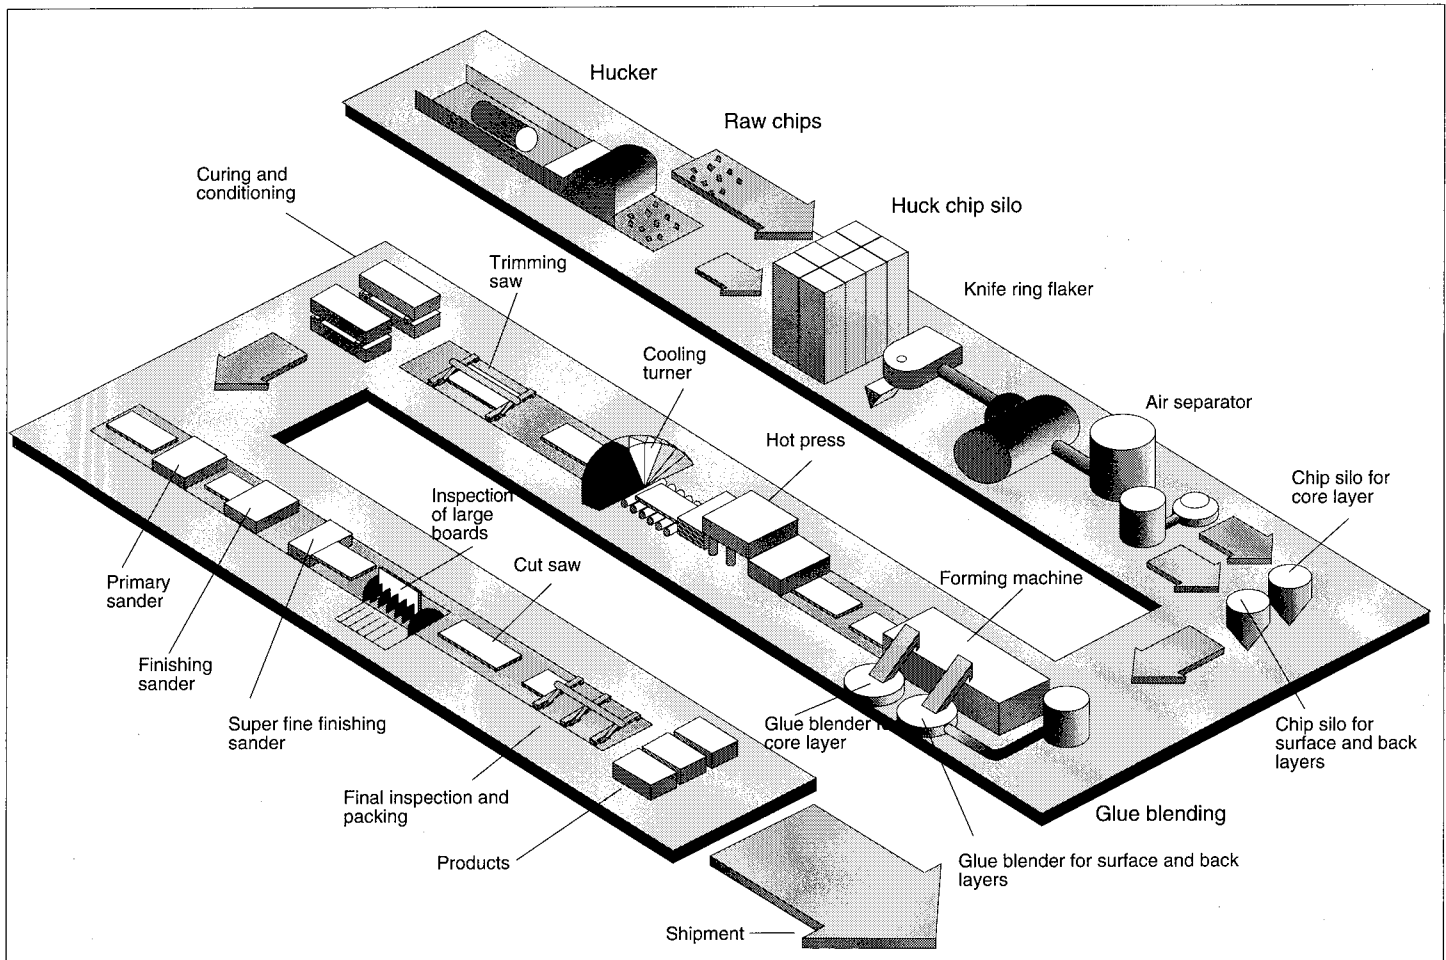 Hucker
Raw chips
Curing and
conditioning
Huck chip silo
Trimming
saw
Knife ring flaker
Cooling
turner
Air separator
Hot press
Chip silo for
core layer
Inspection
of large
boards
Cut saw
Forming machine
Primary
sander
Finishing
sander
Super fine finishing
sander
Glue blender
core layer
Chip silo for
surface and back
layers
Final inspection and
packing
Glue blending
Products
Glue blender for surface and back
layers
Shipment